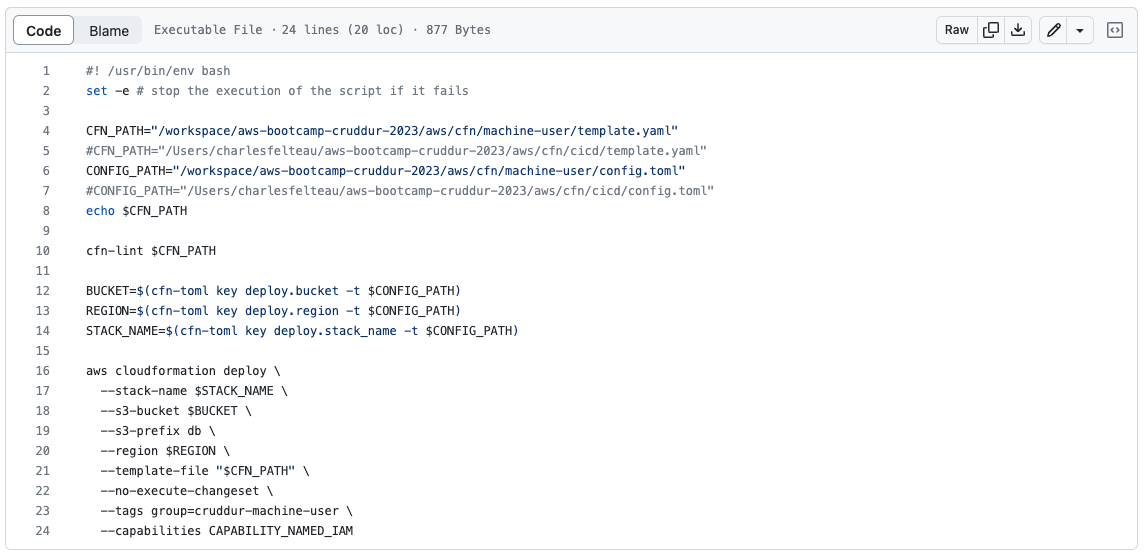 Code Blame Executable File · 24 lines (20 loc) · 877 Bytes Raw
1 #! /usr/bin/env bash
2 set -e # stop the execution of the script if it fails
3
4 CFN_PATH="/workspace/aws-bootcamp-cruddur-2023/aws/cfn/machine-user/template.yaml"
5 #CFN_PATH="/Users/charlesfelteau/aws-bootcamp-cruddur-2023/aws/cfn/cicd/template.yaml"
6 CONFIG_PATH="/workspace/aws-bootcamp-cruddur-2023/aws/cfn/machine-user/config.toml"
7 #CONFIG_PATH="/Users/charlesfelteau/aws-bootcamp-cruddur-2023/aws/cfn/cicd/config.toml"
8 echo $CFN_PATH
9
10 cfn-lint $CFN_PATH
11
12 BUCKET=$(cfn-toml key deploy.bucket -t $CONFIG_PATH)
13 REGION=$(cfn-toml key deploy.region -t $CONFIG_PATH)
14 STACK_NAME=$(cfn-toml key deploy.stack_name -t $CONFIG_PATH)
15
16 aws cloudformation deploy \
17   --stack-name $STACK_NAME \
18   --s3-bucket $BUCKET \
19   --s3-prefix db \
20   --region $REGION \
21   --template-file "$CFN_PATH" \
22   --no-execute-changeset \
23   --tags group=cruddur-machine-user \
24   --capabilities CAPABILITY_NAMED_IAM